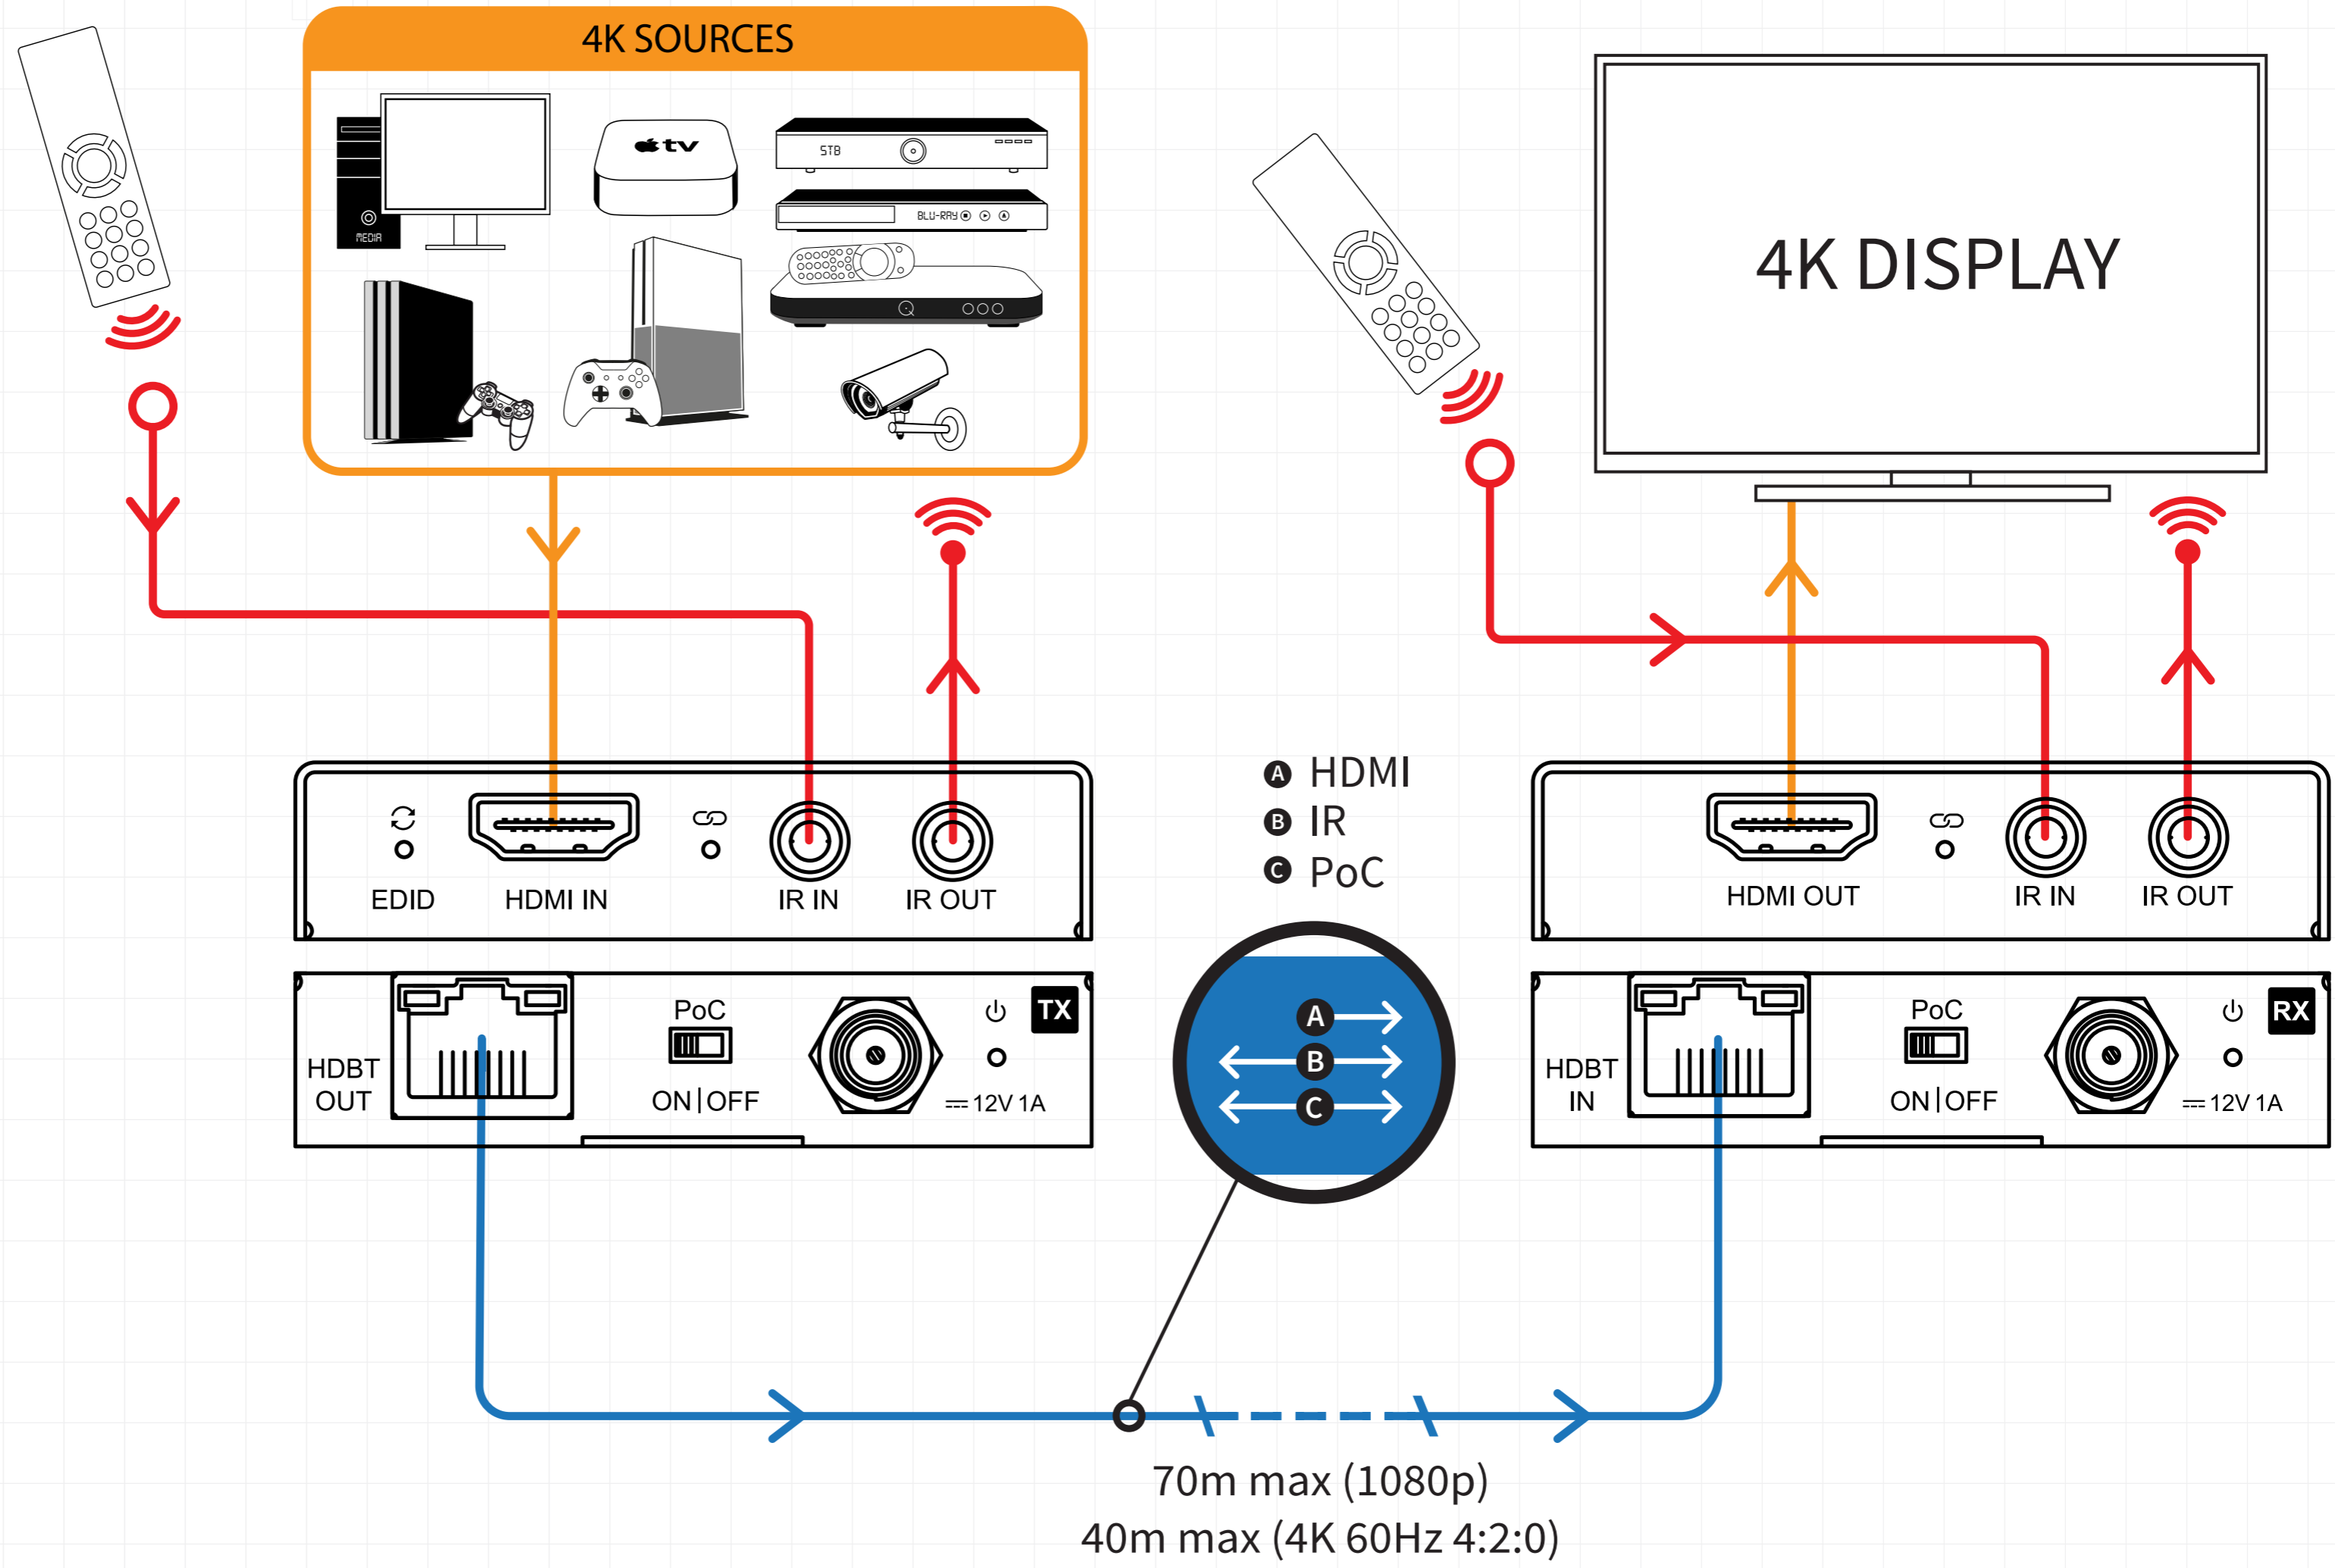 4K SOURCES
MEDIA
tv
STB
BLU-RAY
Q
4K DISPLAY
A HDMI
B IR
C PoC
EDID
HDMI IN
IR IN
IR OUT
HDMI OUT
IR IN
IR OUT
HDBT
OUT
PoC
ON|OFF
12V 1A
TX
A
B
C
HDBT
IN
PoC
ON|OFF
12V 1A
RX
70m max (1080p)
40m max (4K 60Hz 4:2:0)